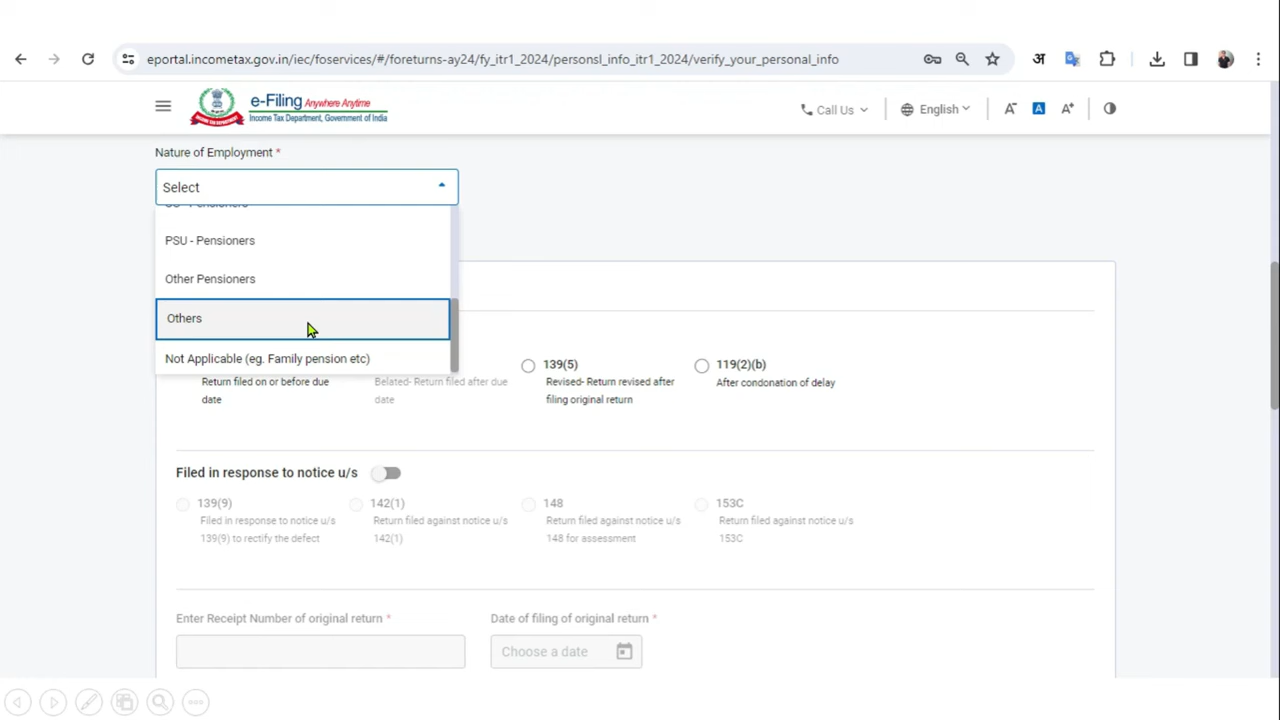 eportal.incometax.gov.in/iec/foservices/#/foreturns-ay24/fy_itr1_2024/personsl_info_itr1_2024/verify_your_personal_info
अ
e-Filing Anywhere Anytime
Income Tax Department, Government of India
Call Us
English
A-
A
A+
Nature of Employment *
Select
PSU - Pensioners
Other Pensioners
Others
Not Applicable (eg. Family pension etc)
Return filed on or before due
date
Belated- Return filed after due
date
139(5)
Revised- Return revised after
filing original return
119(2)(b)
After condonation of delay
Filed in response to notice u/s
139(9)
Filed in response to notice u/s
139(9) to rectify the defect
142(1)
Return filed against notice u/s
142(1)
148
Return filed against notice u/s
148 for assessment
153C
Return filed against notice u/s
153C
Enter Receipt Number of original return *
Date of filing of original return *
Choose a date